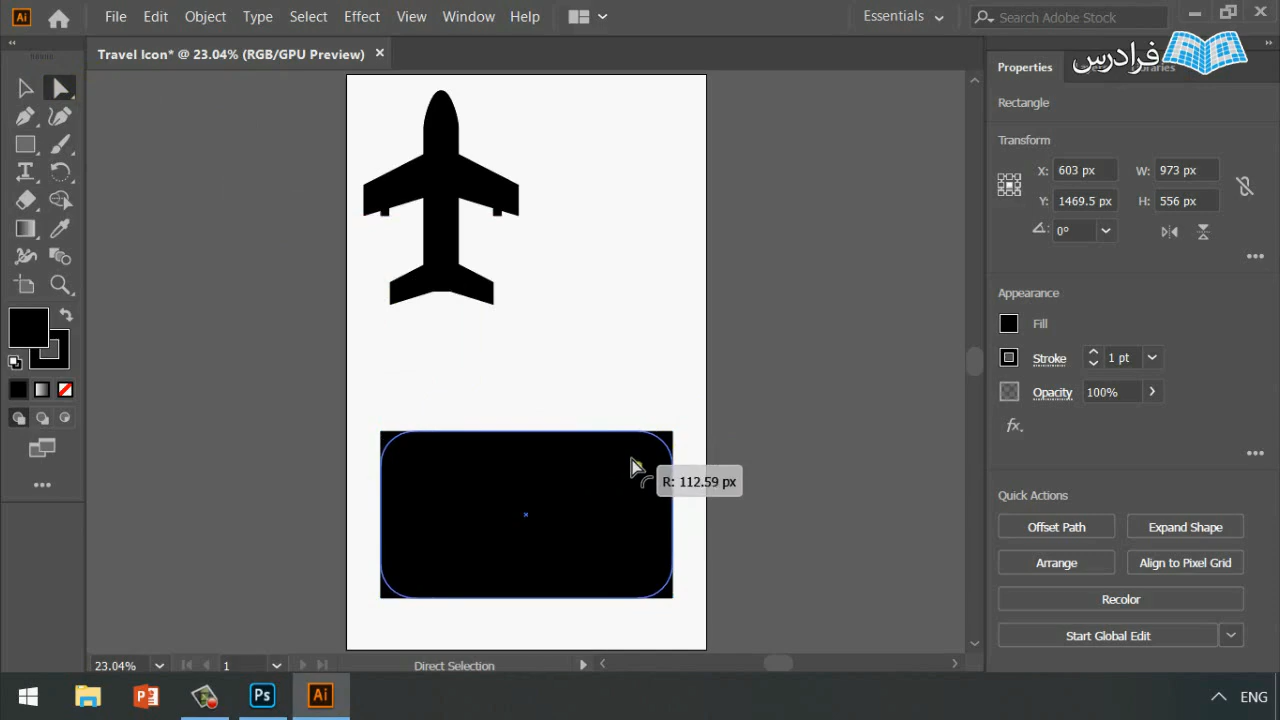 Ai File Edit Object Type Select Effect View Window Help Essentials Search Adobe Stock
Travel Icon* @ 23.04% (RGB/GPU Preview)
فرادرس
Properties
Rectangle
Transform
X: 603 px W: 973 px
Y: 1469.5 px H: 556 px
0°
Appearance
Fill
Stroke 1 pt
Opacity 100%
fx.
R: 112.59 px
Quick Actions
Offset Path Expand Shape
Arrange Align to Pixel Grid
Recolor
Start Global Edit
23.04% 1 Direct Selection
Ps Ai ENG